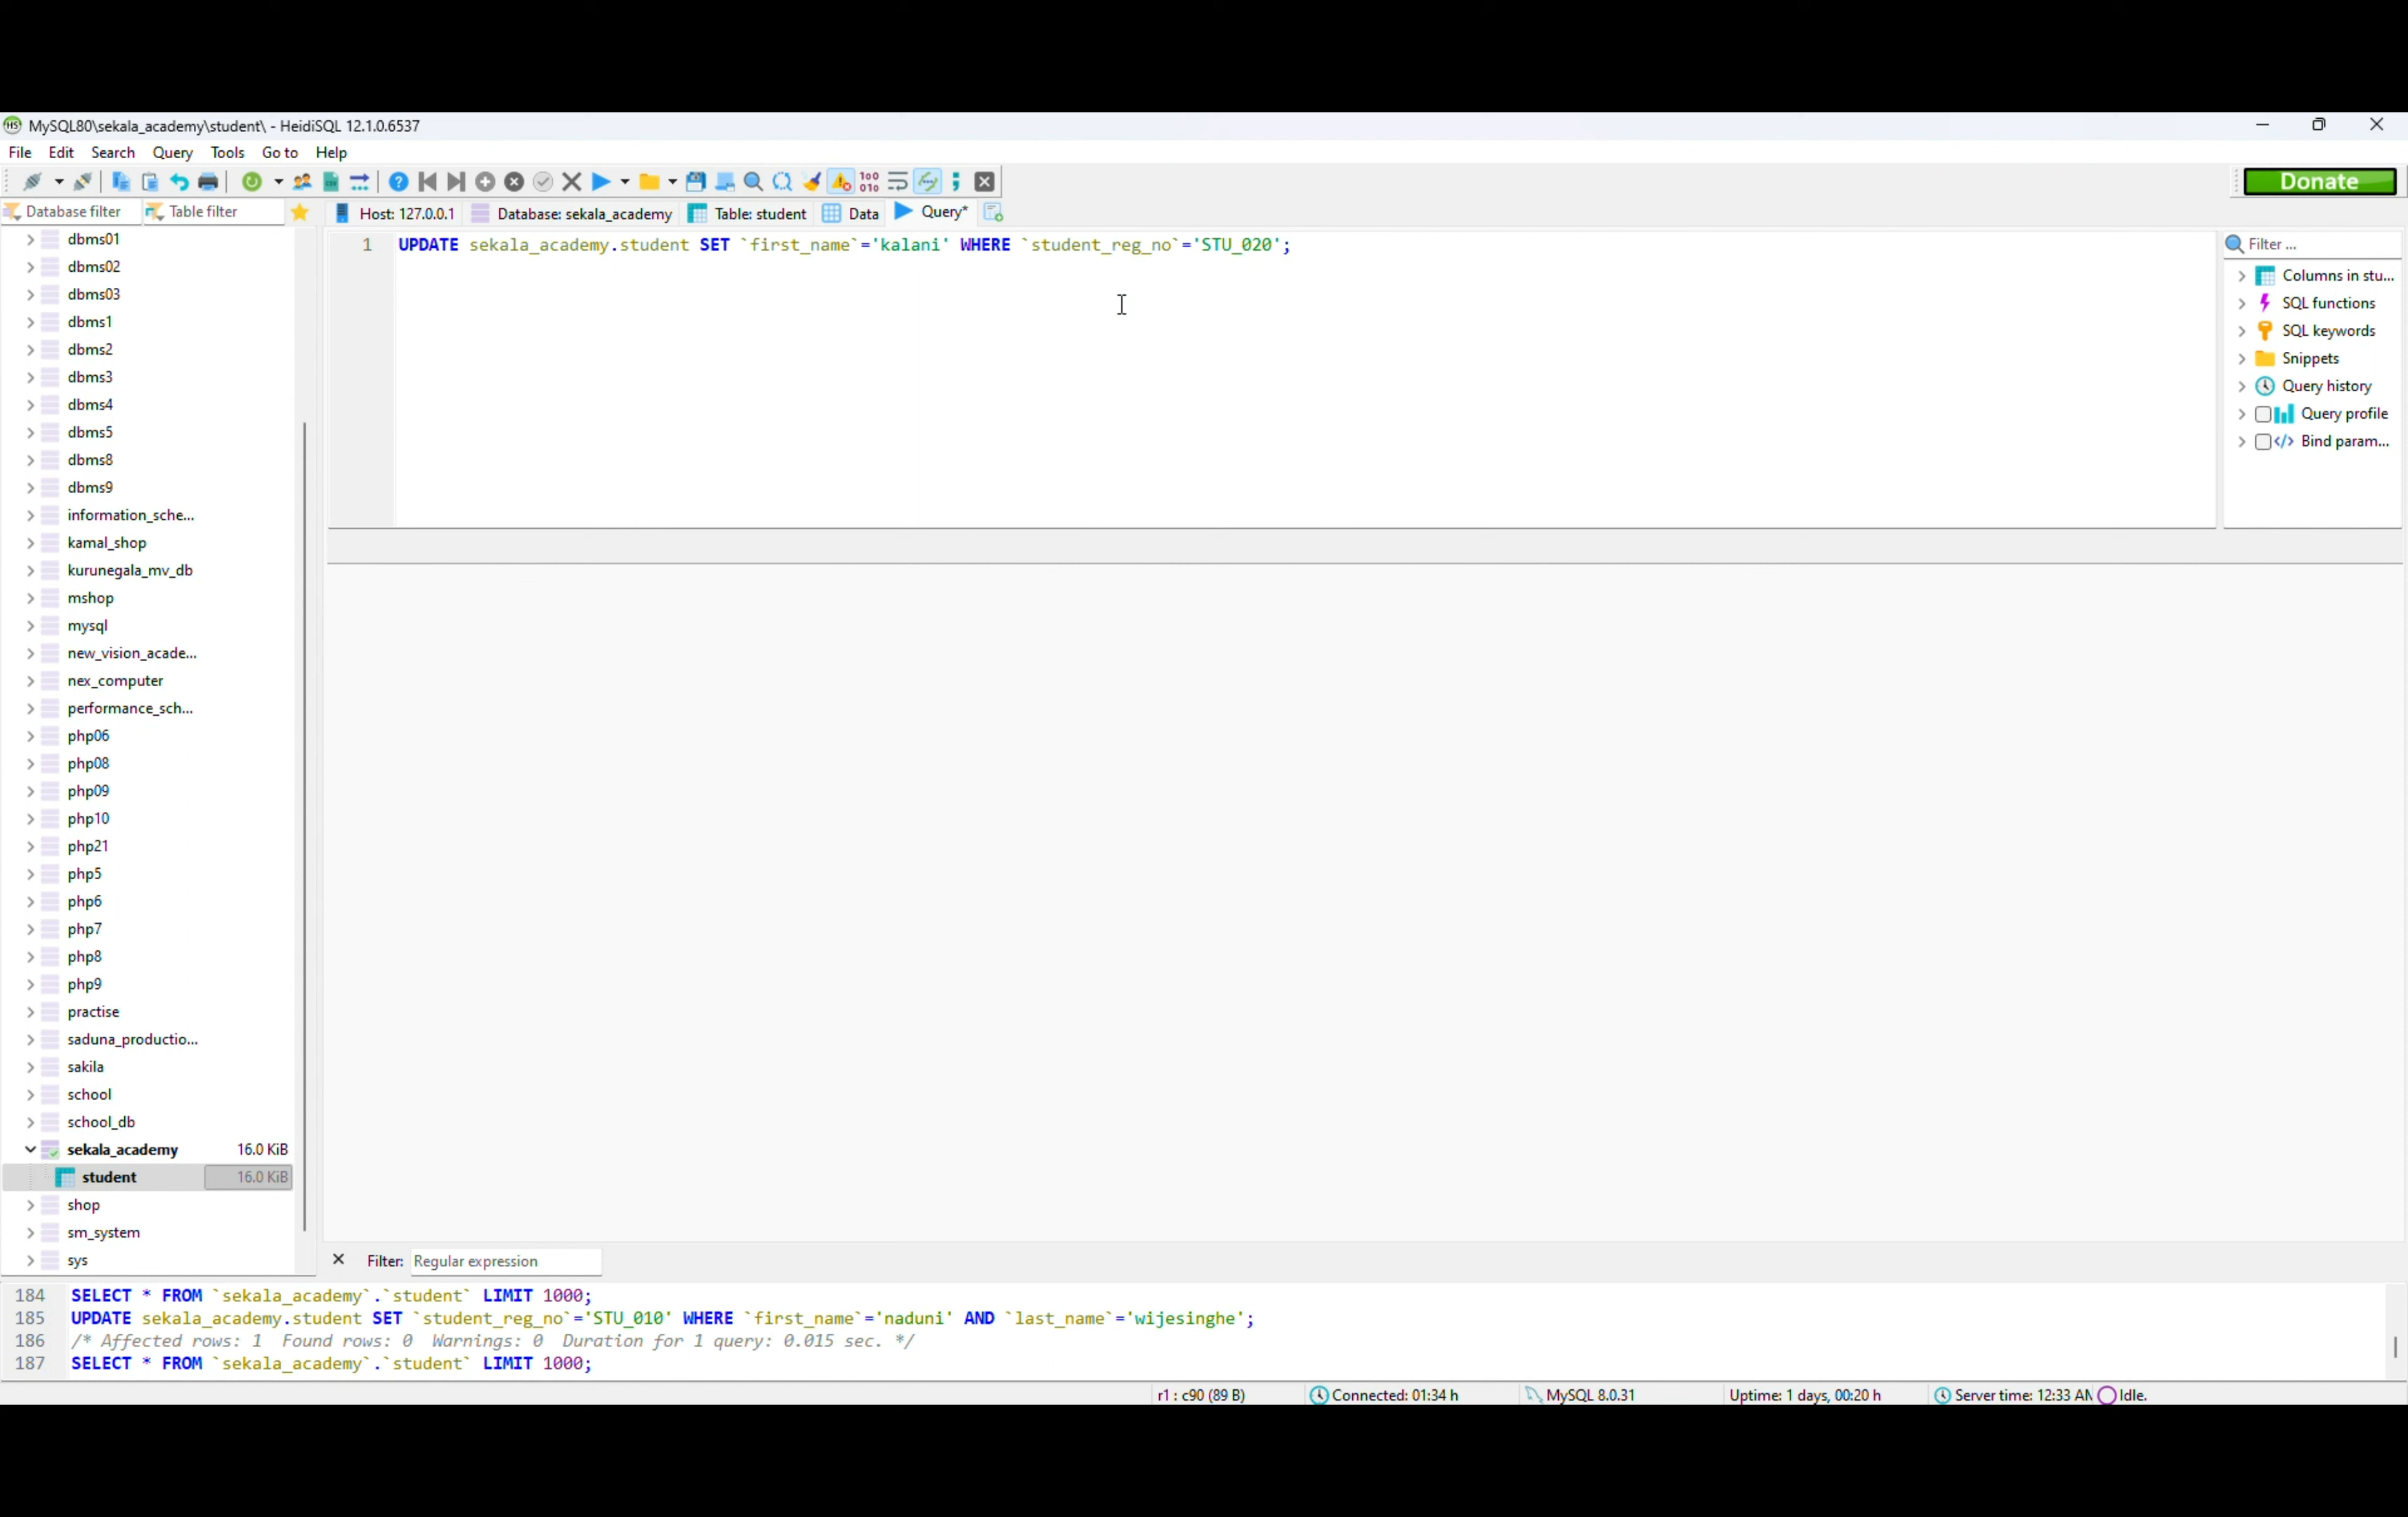 MySQL80\sekala_academy\student\ - HeidiSQL 12.1.0.6537
File Edit Search Query Tools Go to Help
Donate
Database filter Table filter Host: 127.0.0.1 Database: sekala_academy Table: student Data Query*
1 UPDATE sekala_academy.student SET `first_name`='kalani' WHERE `student_reg_no`='STU_020';
Filter ...
Columns in stu...
SQL functions
SQL keywords
Snippets
Query history
Query profile
Bind param...
dbms01
dbms02
dbms03
dbms1
dbms2
dbms3
dbms4
dbms5
dbms8
dbms9
information_sche...
kamal_shop
kurunegala_mv_db
mshop
mysql
new_vision_acade...
nex_computer
performance_sch...
php06
php08
php09
php10
php21
php5
php6
php7
php8
php9
practise
saduna_productio...
sakila
school
school_db
sekala_academy 16.0 KiB
student 16.0 KiB
shop
sm_system
sys
Filter: Regular expression
184 SELECT * FROM `sekala_academy`.`student` LIMIT 1000;
185 UPDATE sekala_academy.student SET `student_reg_no`='STU_010' WHERE `first_name`='naduni' AND `last_name`='wijesinghe';
186 /* Affected rows: 1 Found rows: 0 Warnings: 0 Duration for 1 query: 0.015 sec. */
187 SELECT * FROM `sekala_academy`.`student` LIMIT 1000;
r1 : c90 (89 B) Connected: 01:34 h MySQL 8.0.31 Uptime: 1 days, 00:20 h Server time: 12:33 AM Idle.